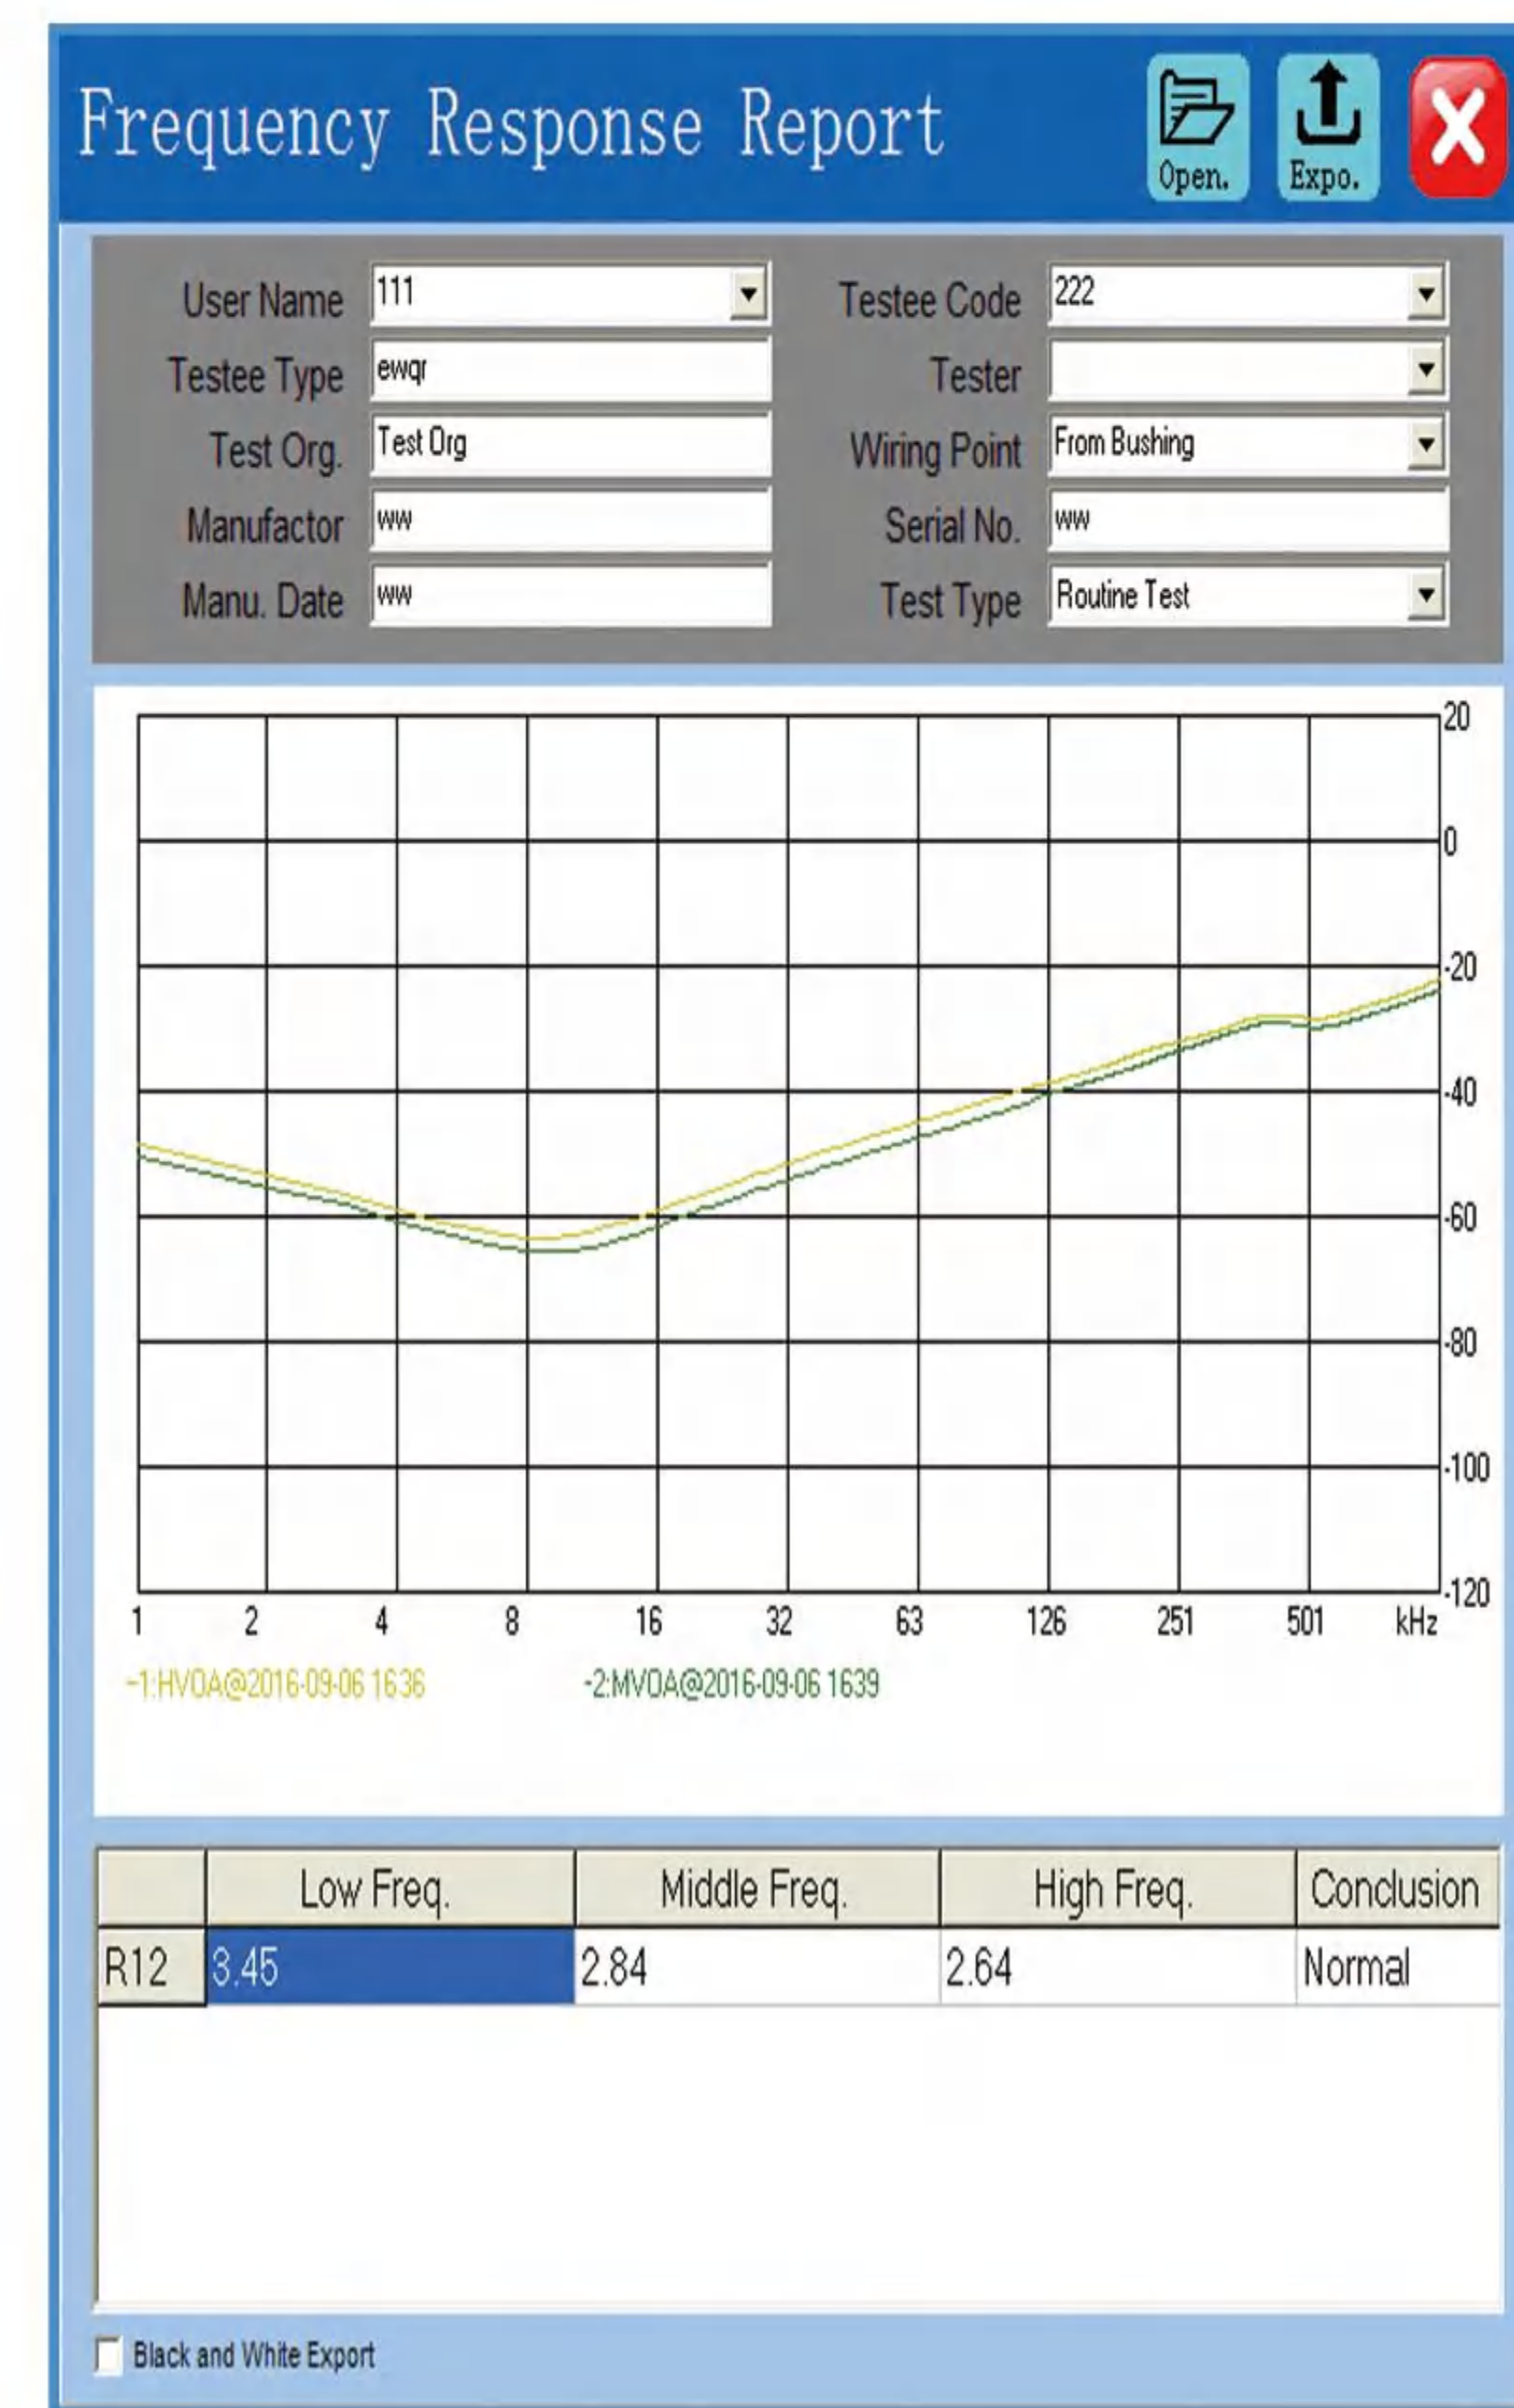 Frequency Response Report
Open.
Expo.
User Name 111
Testee Code 222
Testee Type ewqr
Tester
Test Org. Test Org
Wiring Point From Bushing
Manufactor ww
Serial No. ww
Manu. Date ww
Test Type Routine Test
20
0
-20
-40
-60
-80
-100
-120
1 2 4 8 16 32 63 126 251 501 kHz
-1:HVOA@2016-09-06 1636
-2:MVOA@2016-09-06 1639
Low Freq. Middle Freq. High Freq. Conclusion
R12 3.45 2.84 2.64 Normal
Black and White Export